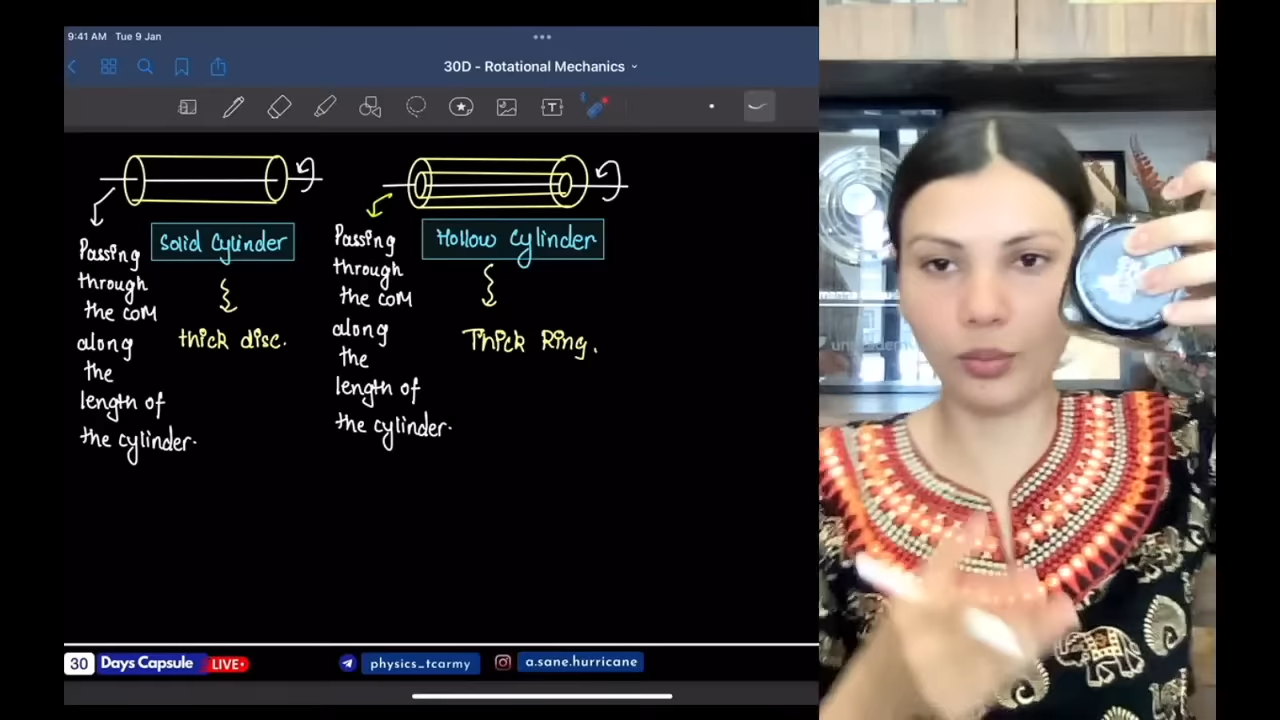 9:41 AM Tue 9 Jan
30D - Rotational Mechanics
T
Solid Cylinder
Passing
through
the COM
along
the
length of
the cylinder.
thick disc.
Hollow Cylinder
Passing
through
the COM
along
the
length of
the cylinder.
Thick Ring.
30 Days Capsule LIVE
physics_tcarmy
a.sane.hurricane